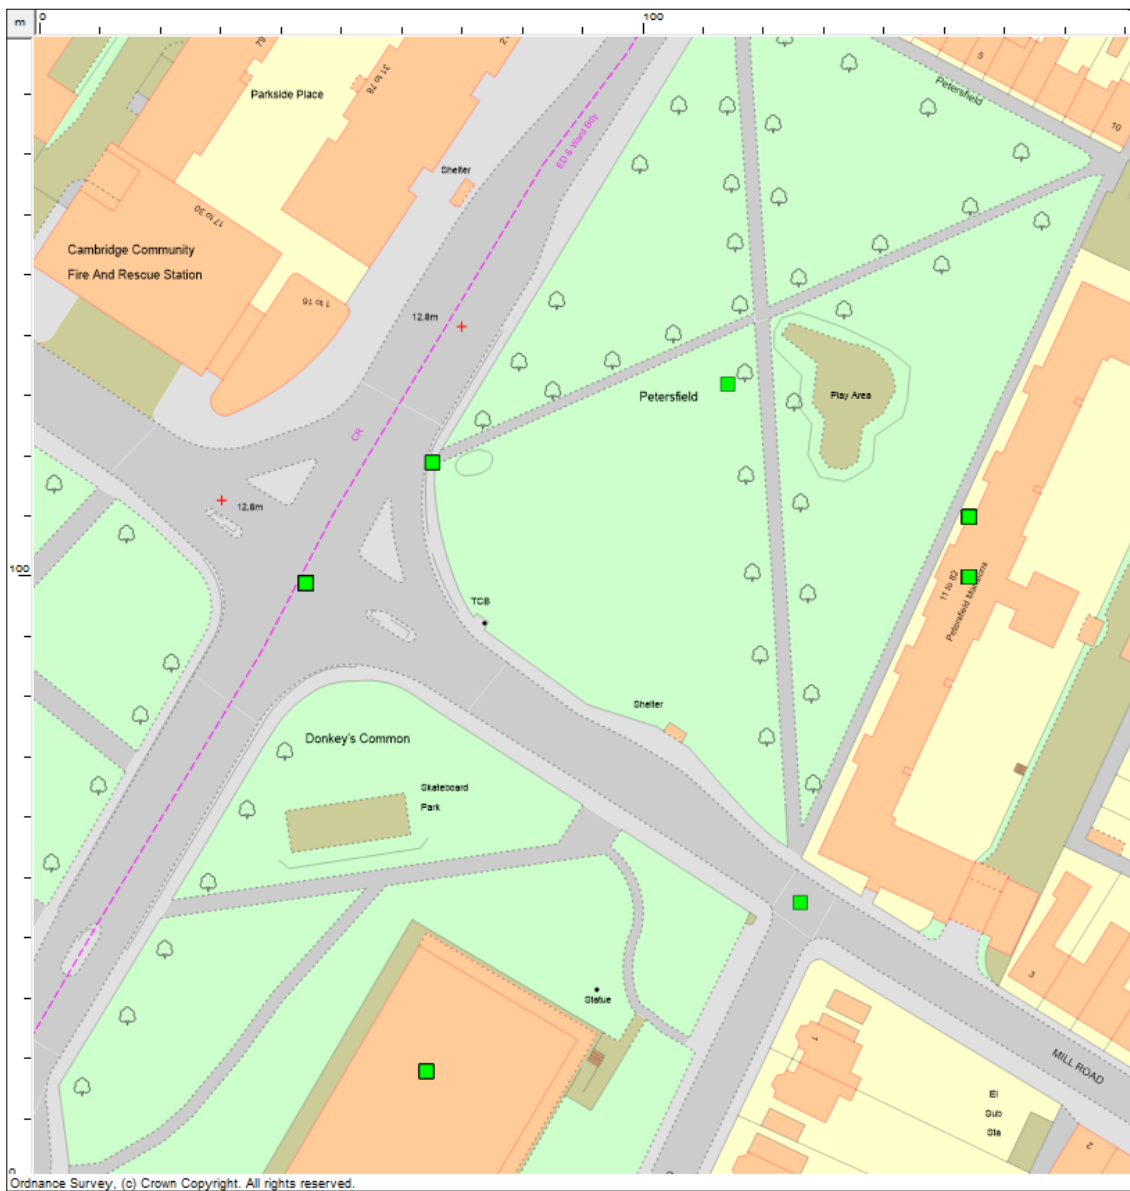 m
0
100
79
31 to 78
2
Parkside Place
ED & Ward Bdy
Petersfield
5
10
Shelter
17 to 30
Cambridge Community
Fire And Rescue Station
1 to 16
12.8m
Petersfield
Play Area
CR
12.8m
100
11 to 82
Petersfield Mansions
TCB
Shelter
Donkey's Common
Skateboard
Park
3
Statue
1
MILL ROAD
El
Sub
Sta
2
0
Ordnance Survey, (c) Crown Copyright. All rights reserved.